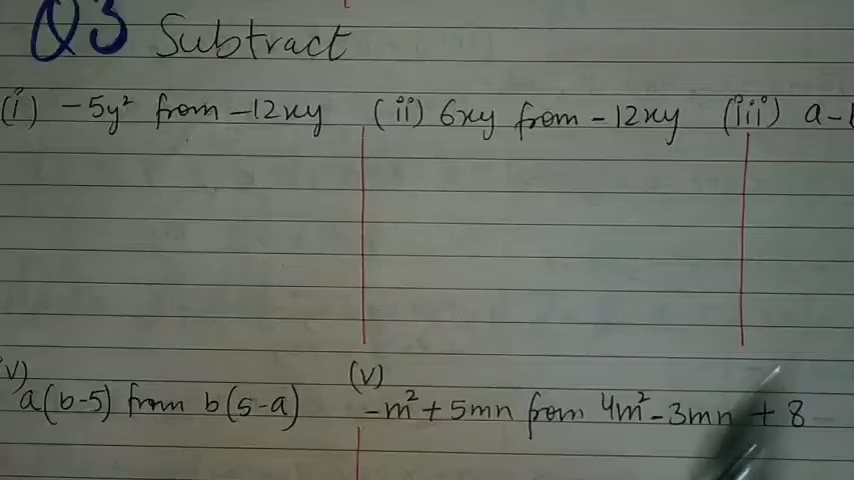 Q3 Subtract
(i) -5y² from -12xy (ii) 6xy from -12xy (iii) a-
v) (v)
a(b-5) from b(5-a) -m²+5mn from 4m²-3mn+8